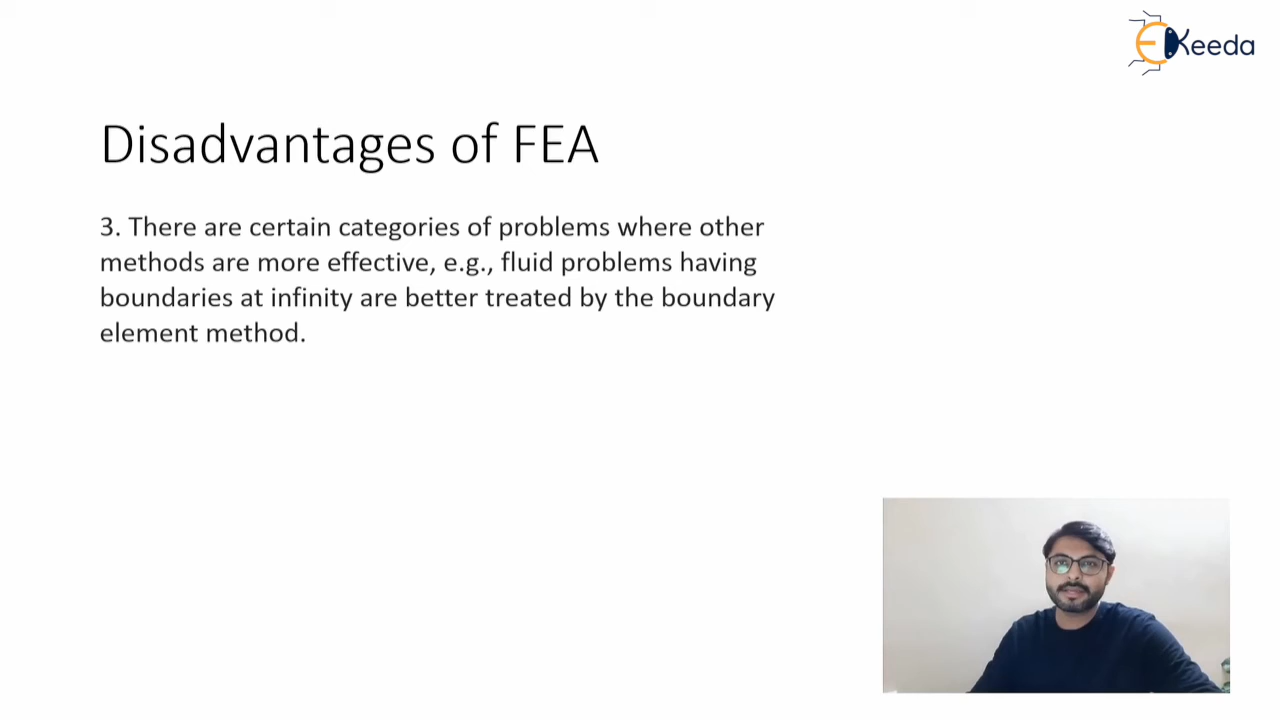 EKeeda
Disadvantages of FEA
3. There are certain categories of problems where other
methods are more effective, e.g., fluid problems having
boundaries at infinity are better treated by the boundary
element method.